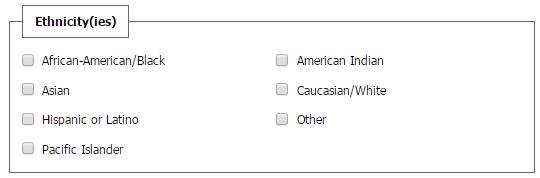 Ethnicity(ies)
African-American/Black
American Indian
Asian
Caucasian/White
Hispanic or Latino
Other
Pacific Islander